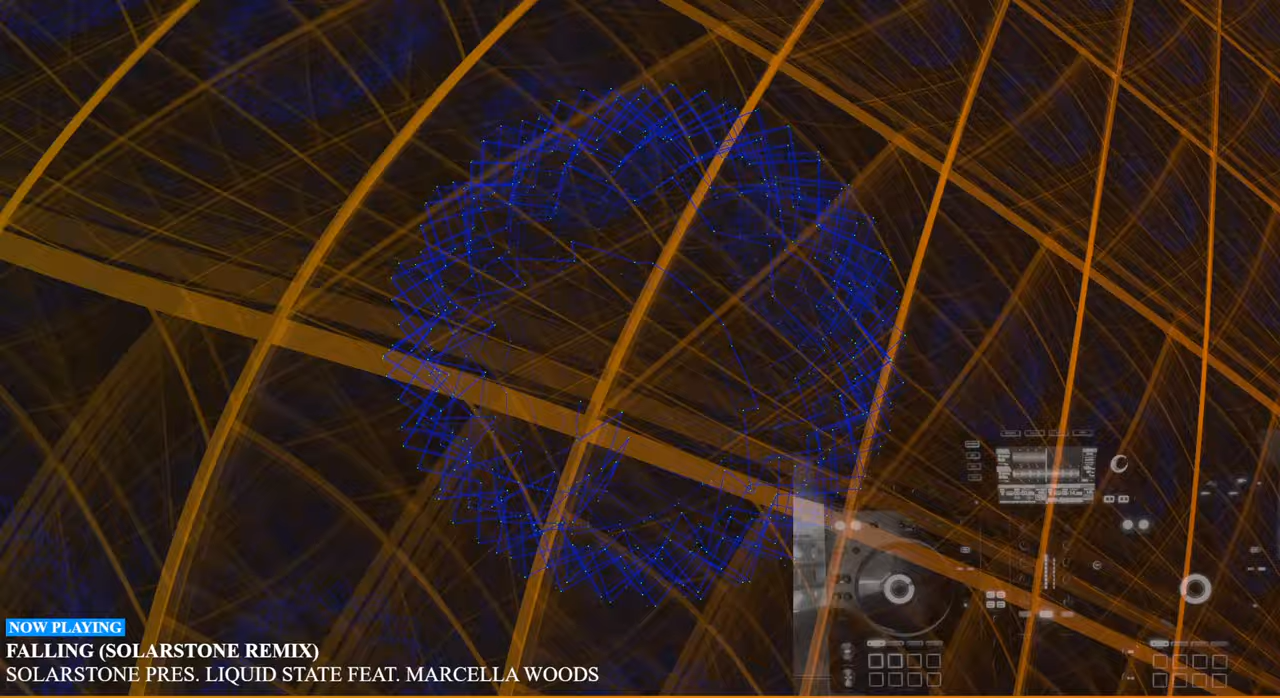 NOW PLAYING
FALLING (SOLARSTONE REMIX)
SOLARSTONE PRES. LIQUID STATE FEAT. MARCELLA WOODS